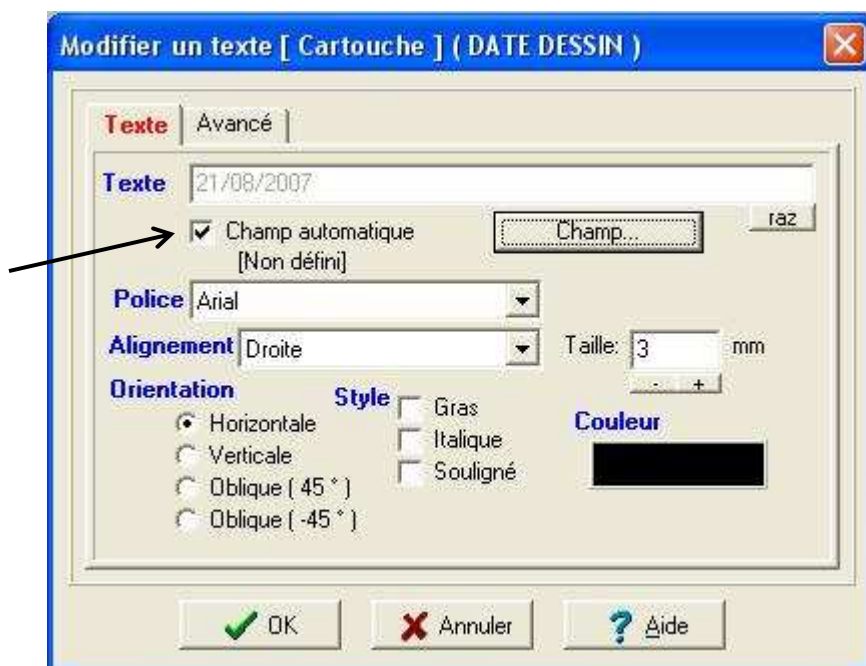 Modifier un texte [ Cartouche ] ( DATE DESSIN )
Texte Avancé
Texte 21/08/2007
raz
Champ automatique Champ...
[Non défini]
Police Arial
Alignement Droite Taille: 3 mm
- +
Orientation Style Gras
Horizontale Italique Couleur
Verticale Souligné
Oblique ( 45 ° )
Oblique ( -45 ° )
OK Annuler Aide